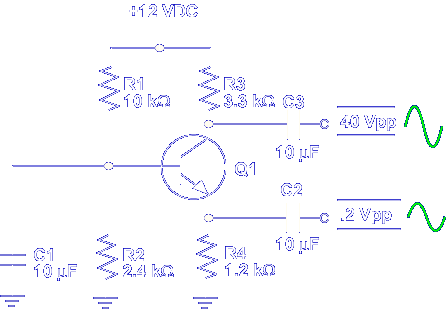 +12 VDC
R1
10 kΩ
R3
3.3 kΩ
C3
10 µF
40 Vpp
Q1
C2
10 µF
.2 Vpp
C1
10 µF
R2
2.4 kΩ
R4
1.2 kΩ